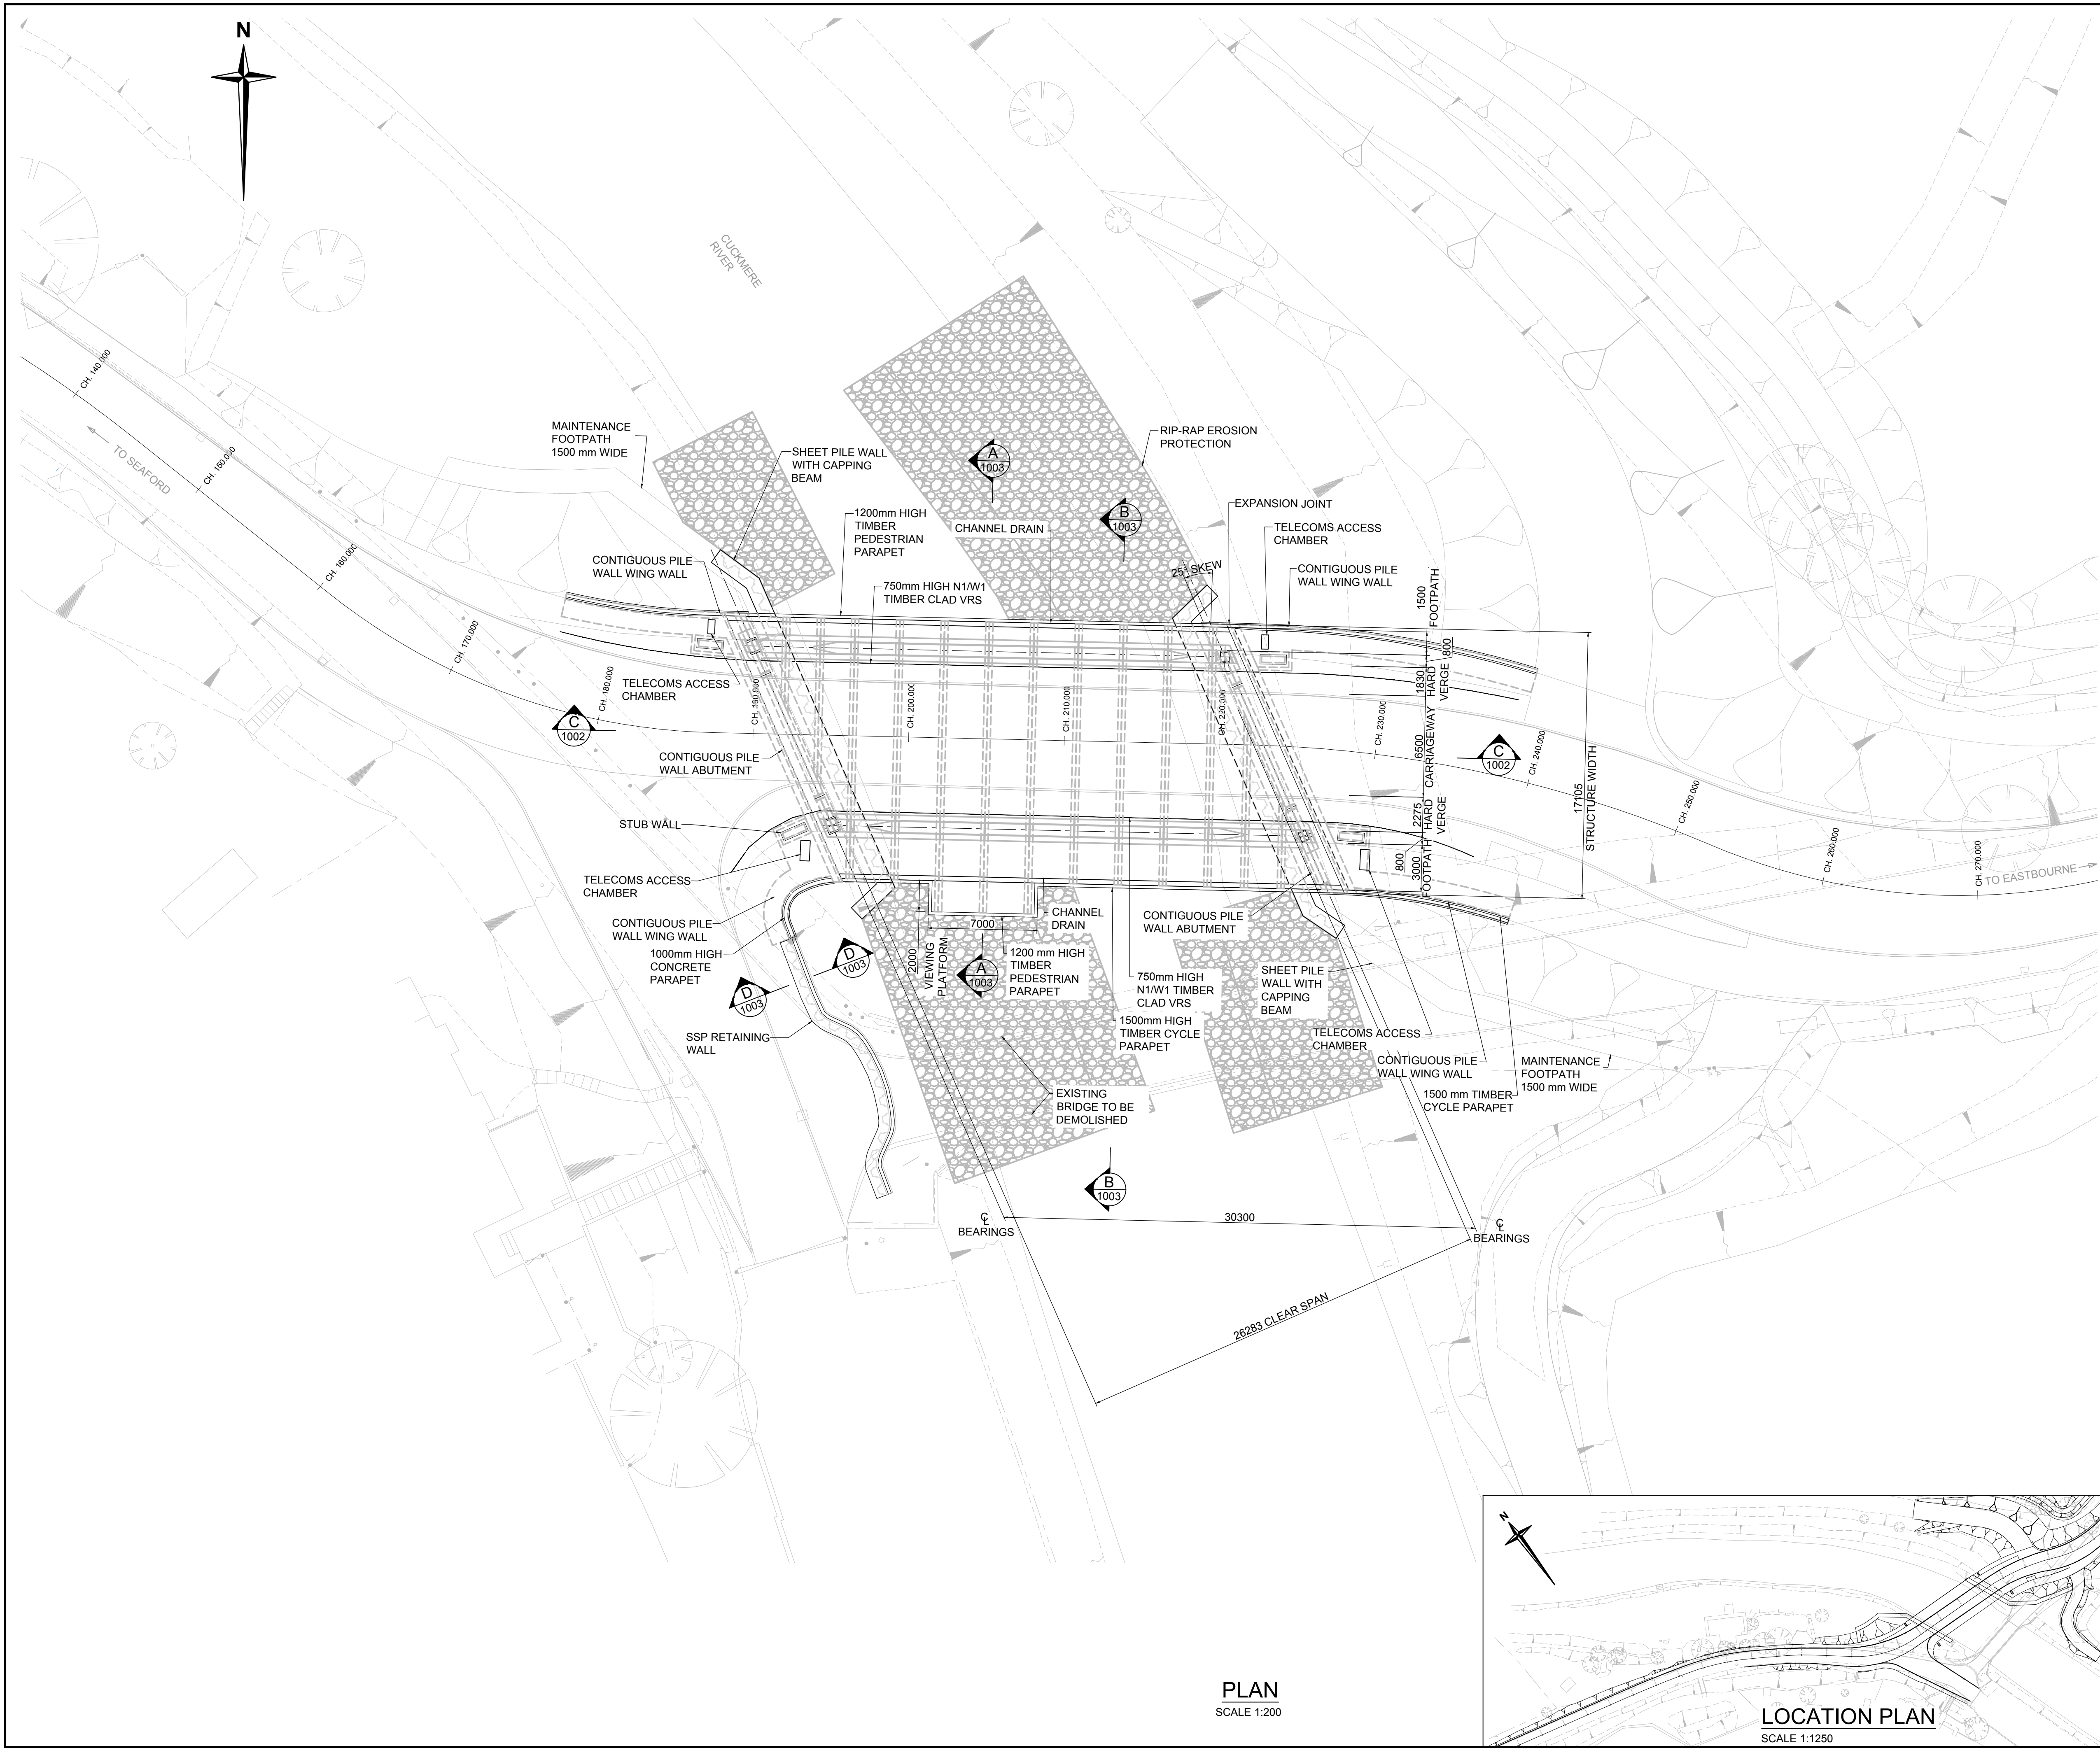 N
CUCKMERE
RIVER
CH. 140.000
CH. 150.000
CH. 160.000
CH. 170.000
CH. 180.000
CH. 190.000
CH. 200.000
CH. 210.000
CH. 220.000
CH. 230.000
CH. 240.000
CH. 250.000
CH. 260.000
CH. 270.000
TO SEAFORD
TO EASTBOURNE
MAINTENANCE
FOOTPATH
1500 mm WIDE
SHEET PILE WALL
WITH CAPPING
BEAM
A
1003
RIP-RAP EROSION
PROTECTION
B
1003
1200mm HIGH
TIMBER
PEDESTRIAN
PARAPET
CHANNEL DRAIN
EXPANSION JOINT
TELECOMS ACCESS
CHAMBER
CONTIGUOUS PILE
WALL WING WALL
750mm HIGH N1/W1
TIMBER CLAD VRS
25° SKEW
CONTIGUOUS PILE
WALL WING WALL
1500
FOOTPATH
800
1830
HARD
VERGE
6500
CARRIAGEWAY
2275
HARD
VERGE
800
3000
FOOTPATH
17105
STRUCTURE WIDTH
TELECOMS ACCESS
CHAMBER
C
1002
C
1002
CONTIGUOUS PILE
WALL ABUTMENT
STUB WALL
TELECOMS ACCESS
CHAMBER
CONTIGUOUS PILE
WALL WING WALL
1000mm HIGH
CONCRETE
PARAPET
D
1003
D
1003
SSP RETAINING
WALL
7000
2000
VIEWING
PLATFORM
A
1003
CHANNEL
DRAIN
1200 mm HIGH
TIMBER
PEDESTRIAN
PARAPET
CONTIGUOUS PILE
WALL ABUTMENT
750mm HIGH
N1/W1 TIMBER
CLAD VRS
1500mm HIGH
TIMBER CYCLE
PARAPET
SHEET PILE
WALL WITH
CAPPING
BEAM
TELECOMS ACCESS
CHAMBER
CONTIGUOUS PILE
WALL WING WALL
1500 mm TIMBER
CYCLE PARAPET
MAINTENANCE
FOOTPATH
1500 mm WIDE
EXISTING
BRIDGE TO BE
DEMOLISHED
B
1003
℄
BEARINGS
30300
℄
BEARINGS
26283 CLEAR SPAN
PLAN
SCALE 1:200
N
LOCATION PLAN
SCALE 1:1250